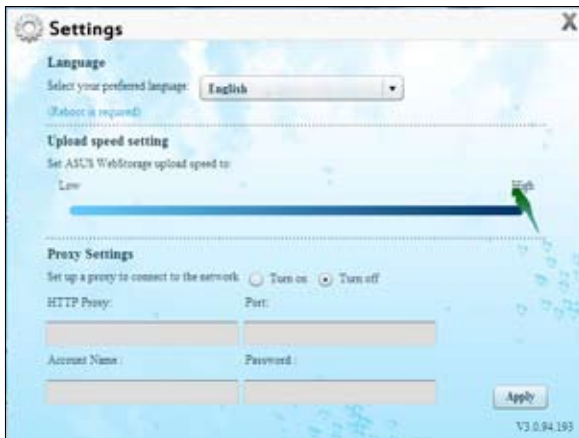 Settings
X
Language
Select your preferred language: English
(Reboot is required)
Upload speed setting
Set ASUS WebStorage upload speed to:
Low High
Proxy Settings
Set up a proxy to connect to the network Turn on Turn off
HTTP Proxy: Port:
Account Name : Password :
Apply
V3.0.94.193